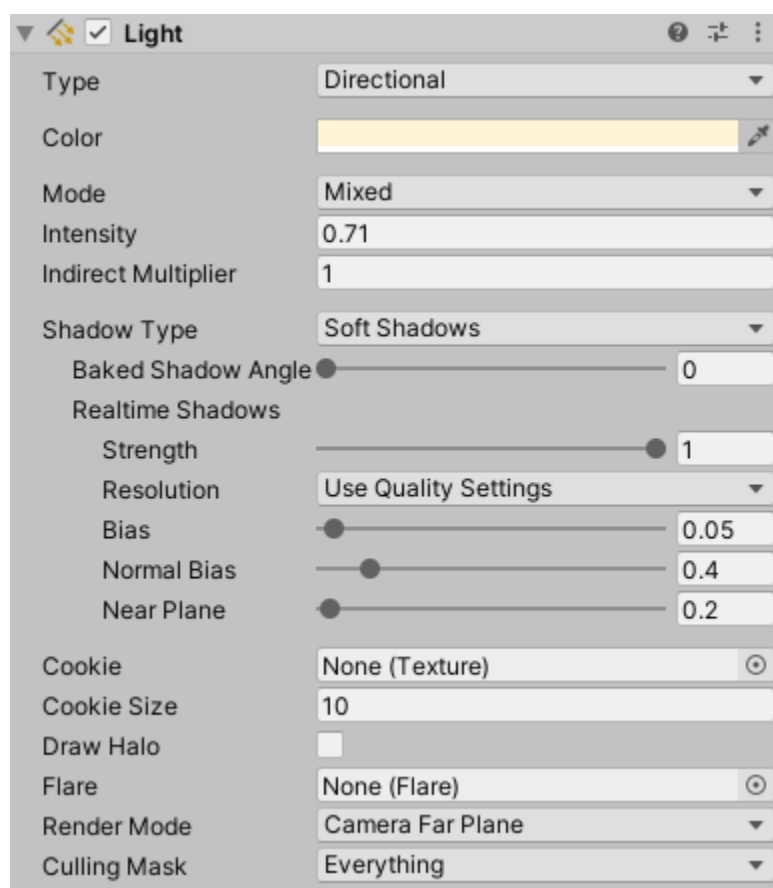 Light
Type Directional
Color
Mode Mixed
Intensity 0.71
Indirect Multiplier 1
Shadow Type Soft Shadows
Baked Shadow Angle 0
Realtime Shadows
Strength 1
Resolution Use Quality Settings
Bias 0.05
Normal Bias 0.4
Near Plane 0.2
Cookie None (Texture)
Cookie Size 10
Draw Halo
Flare None (Flare)
Render Mode Camera Far Plane
Culling Mask Everything